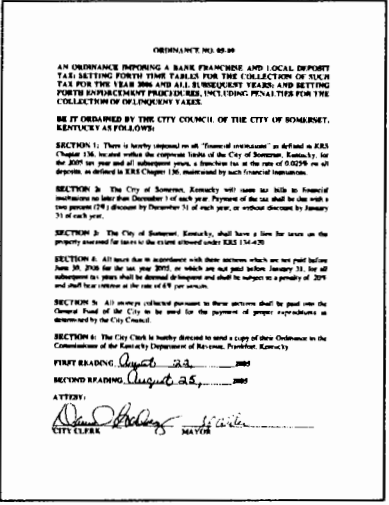 ORDINANCE NO. 05-09
AN ORDINANCE IMPOSING A BANK FRANCHISE AND LOCAL DEPOSIT
TAX: SETTING FORTH TIME TABLES FOR THE COLLECTION OF SUCH
TAX FOR THE YEAR 2006 AND ALL SUBSEQUENT YEARS; AND SETTING
FORTH ENFORCEMENT PROCEDURES, INCLUDING PENALTIES FOR THE
COLLECTION OF DELINQUENT TAXES.
BE IT ORDAINED BY THE CITY COUNCIL OF THE CITY OF SOMERSET,
KENTUCKY AS FOLLOWS:
SECTION 1: There is hereby imposed on all "financial institutions" as defined in KRS
Chapter 136, located within the corporate limits of the City of Somerset, Kentucky, for
the 2005 tax year and all subsequent years, a franchise tax at the rate of 0.025% on all
deposits, as defined in KRS Chapter 136, maintained by such financial institutions.
SECTION 2: The City of Somerset, Kentucky will issue tax bills to financial
institutions no later than December 1 of each year. Payment of the tax shall be due with a
two percent (2%) discount by December 31 of each year, or without discount by January
31 of each year.
SECTION 3: The City of Somerset, Kentucky, shall have a lien for taxes on the
property assessed for taxes to the extent allowed under KRS 134.420
SECTION 4: All taxes due in accordance with these sections which are not paid before
June 30, 2006 for the tax year 2005, or which are not paid before January 31, for all
subsequent tax years shall be deemed delinquent and shall be subject to a penalty of 20%
and shall bear interest at the rate of 6% per annum.
SECTION 5: All moneys collected pursuant to these sections shall be paid into the
General Fund of the City to be used for the payment of proper expenditures as
determined by the City Council.
SECTION 6: The City Clerk is hereby directed to send a copy of their Ordinance to the
Commissioner of the Kentucky Department of Revenue, Frankfort, Kentucky
FIRST READING August 22, 2005
SECOND READING August 25, 2005
ATTEST:
CITY CLERK MAYOR